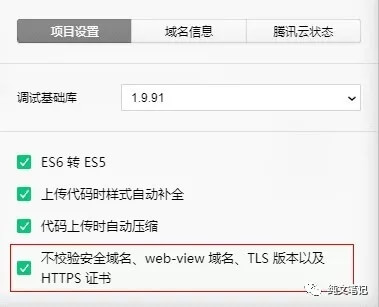 项目设置 域名信息 腾讯云状态
调试基础库 1.9.91
ES6 转 ES5
上传代码时样式自动补全
代码上传时自动压缩
不校验安全域名、web-view 域名、TLS 版本以及
HTTPS 证书
一纯文笔记